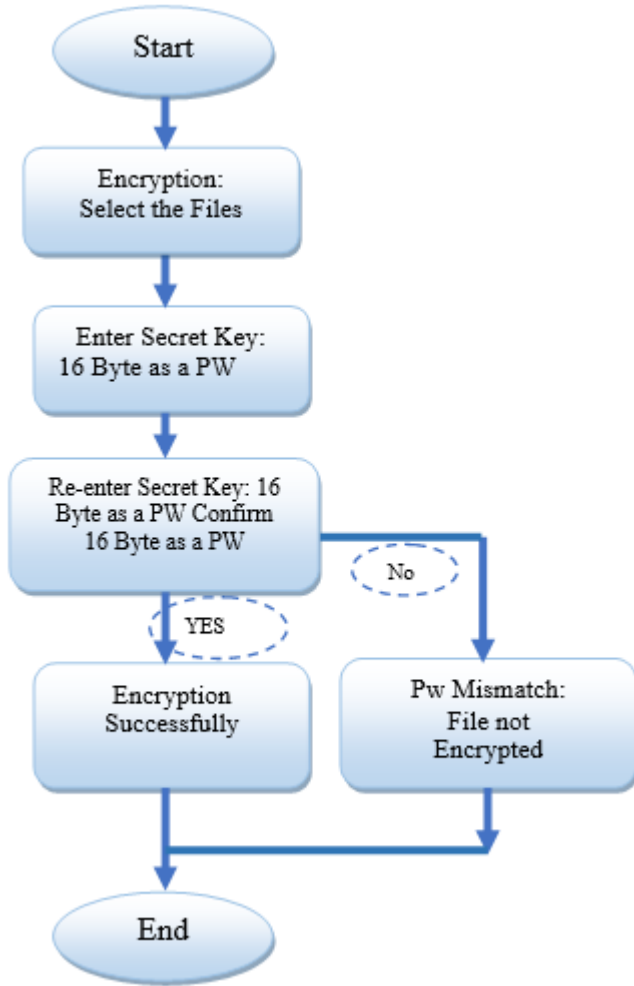 Start
Encryption:
Select the Files
Enter Secret Key:
16 Byte as a PW
Re-enter Secret Key: 16
Byte as a PW Confirm
16 Byte as a PW
No
YES
Encryption
Successfully
Pw Mismatch:
File not
Encrypted
End